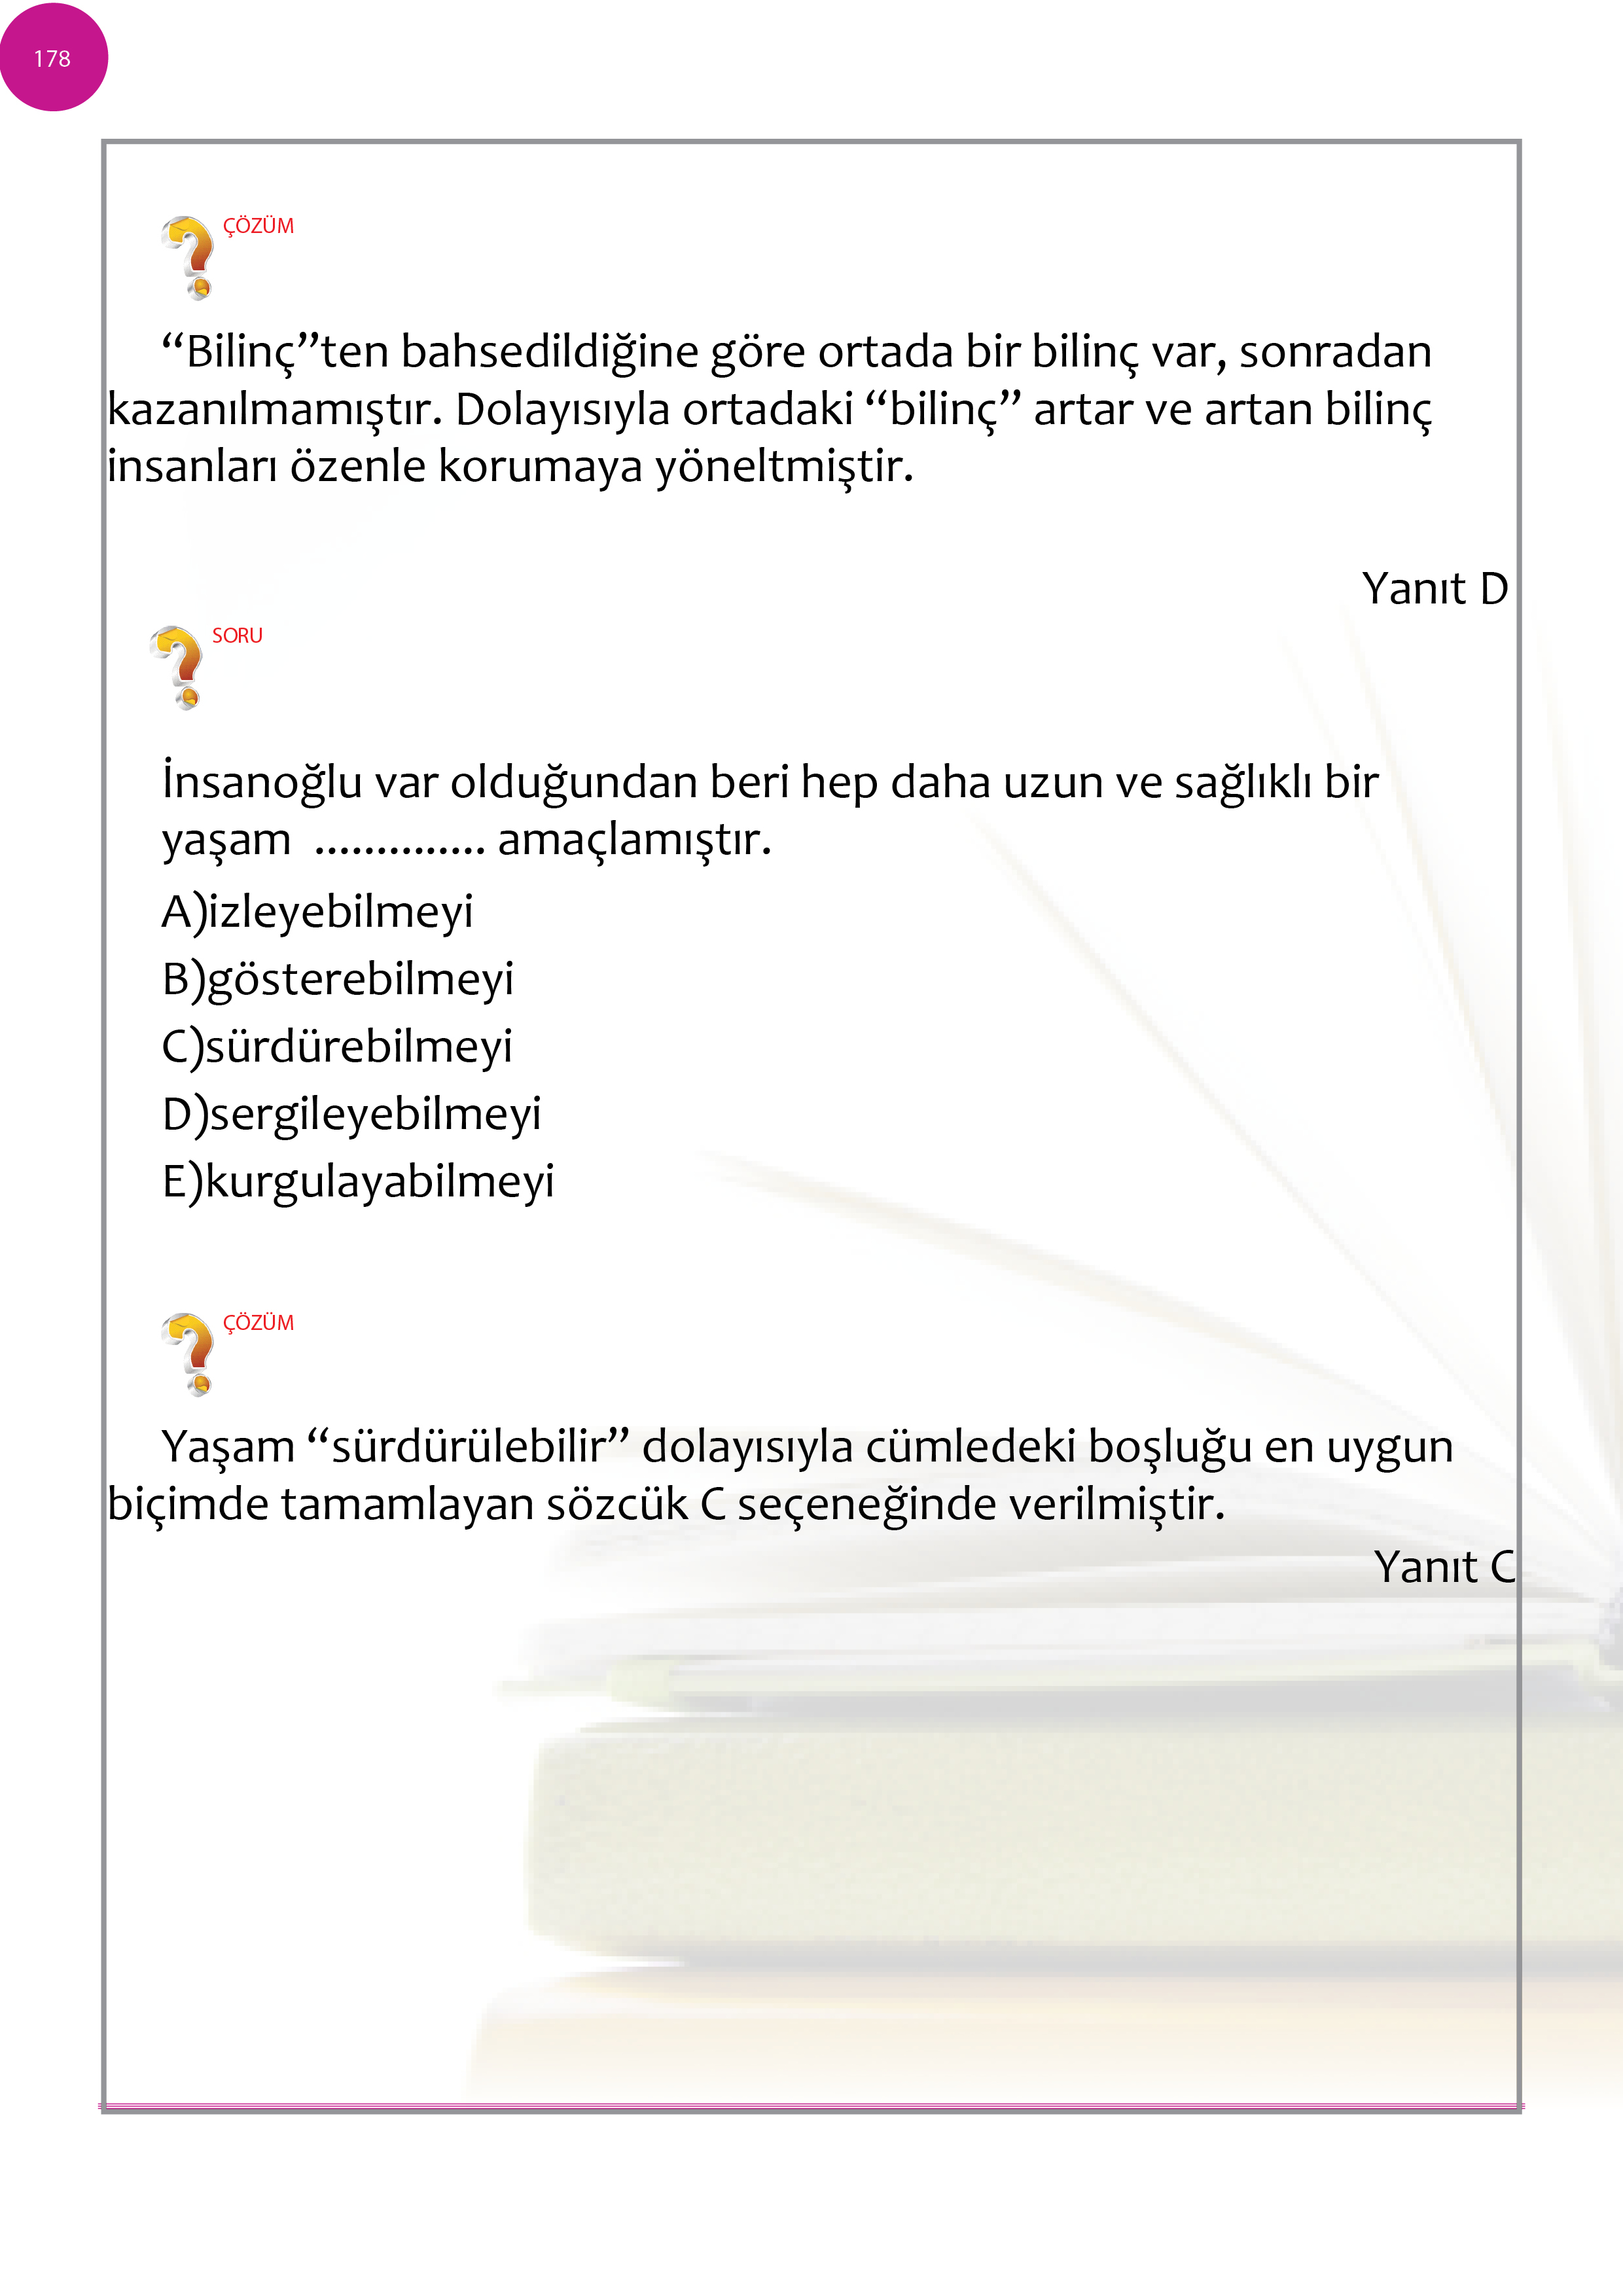 178
ÇÖZÜM
“Bilinç”ten bahsedildiğine göre ortada bir bilinç var, sonradan
kazanılmamıştır. Dolayısıyla ortadaki “bilinç” artar ve artan bilinç
insanları özenle korumaya yöneltmiştir.
Yanıt D
SORU
İnsanoğlu var olduğundan beri hep daha uzun ve sağlıklı bir
yaşam .............. amaçlamıştır.
A)izleyebilmeyi
B)gösterebilmeyi
C)sürdürebilmeyi
D)sergileyebilmeyi
E)kurgulayabilmeyi
ÇÖZÜM
Yaşam “sürdürülebilir” dolayısıyla cümledeki boşluğu en uygun
biçimde tamamlayan sözcük C seçeneğinde verilmiştir.
Yanıt C